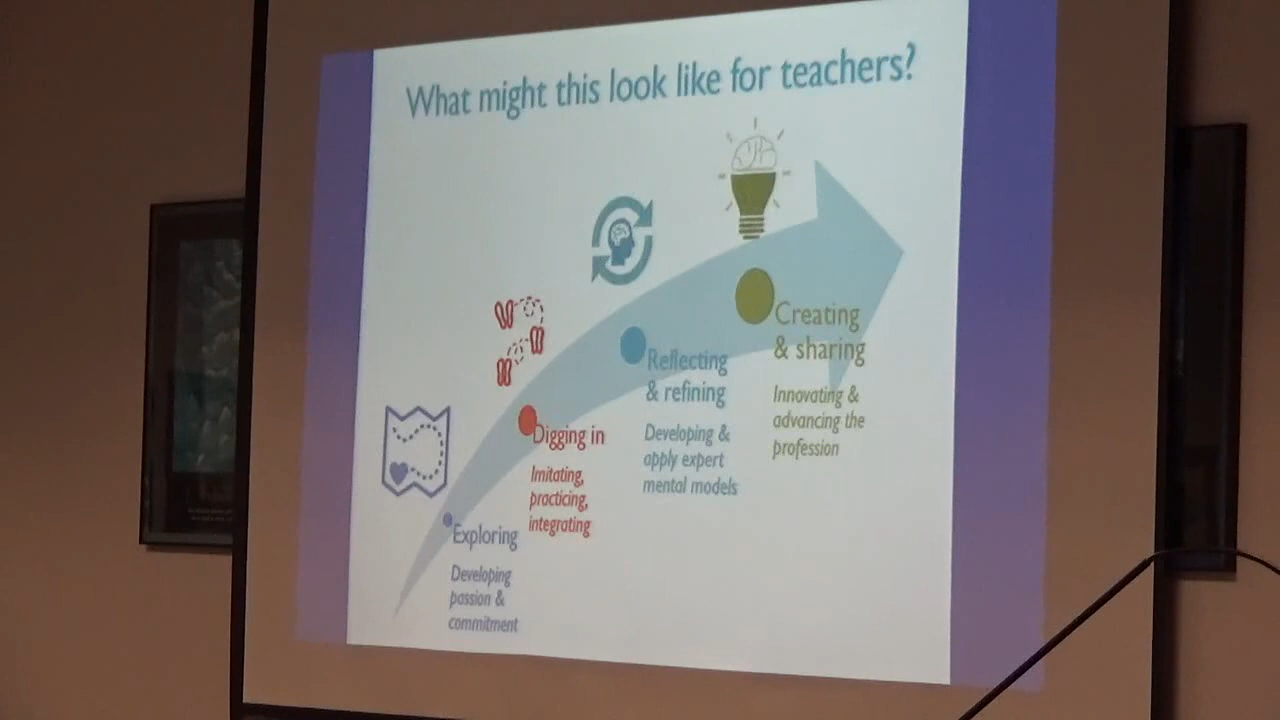 What might this look like for teachers?
Creating
& sharing
Innovating &
advancing the
profession
Reflecting
& refining
Developing &
apply expert
mental models
Digging in
Imitating,
practicing,
integrating
Exploring
Developing
passion &
commitment